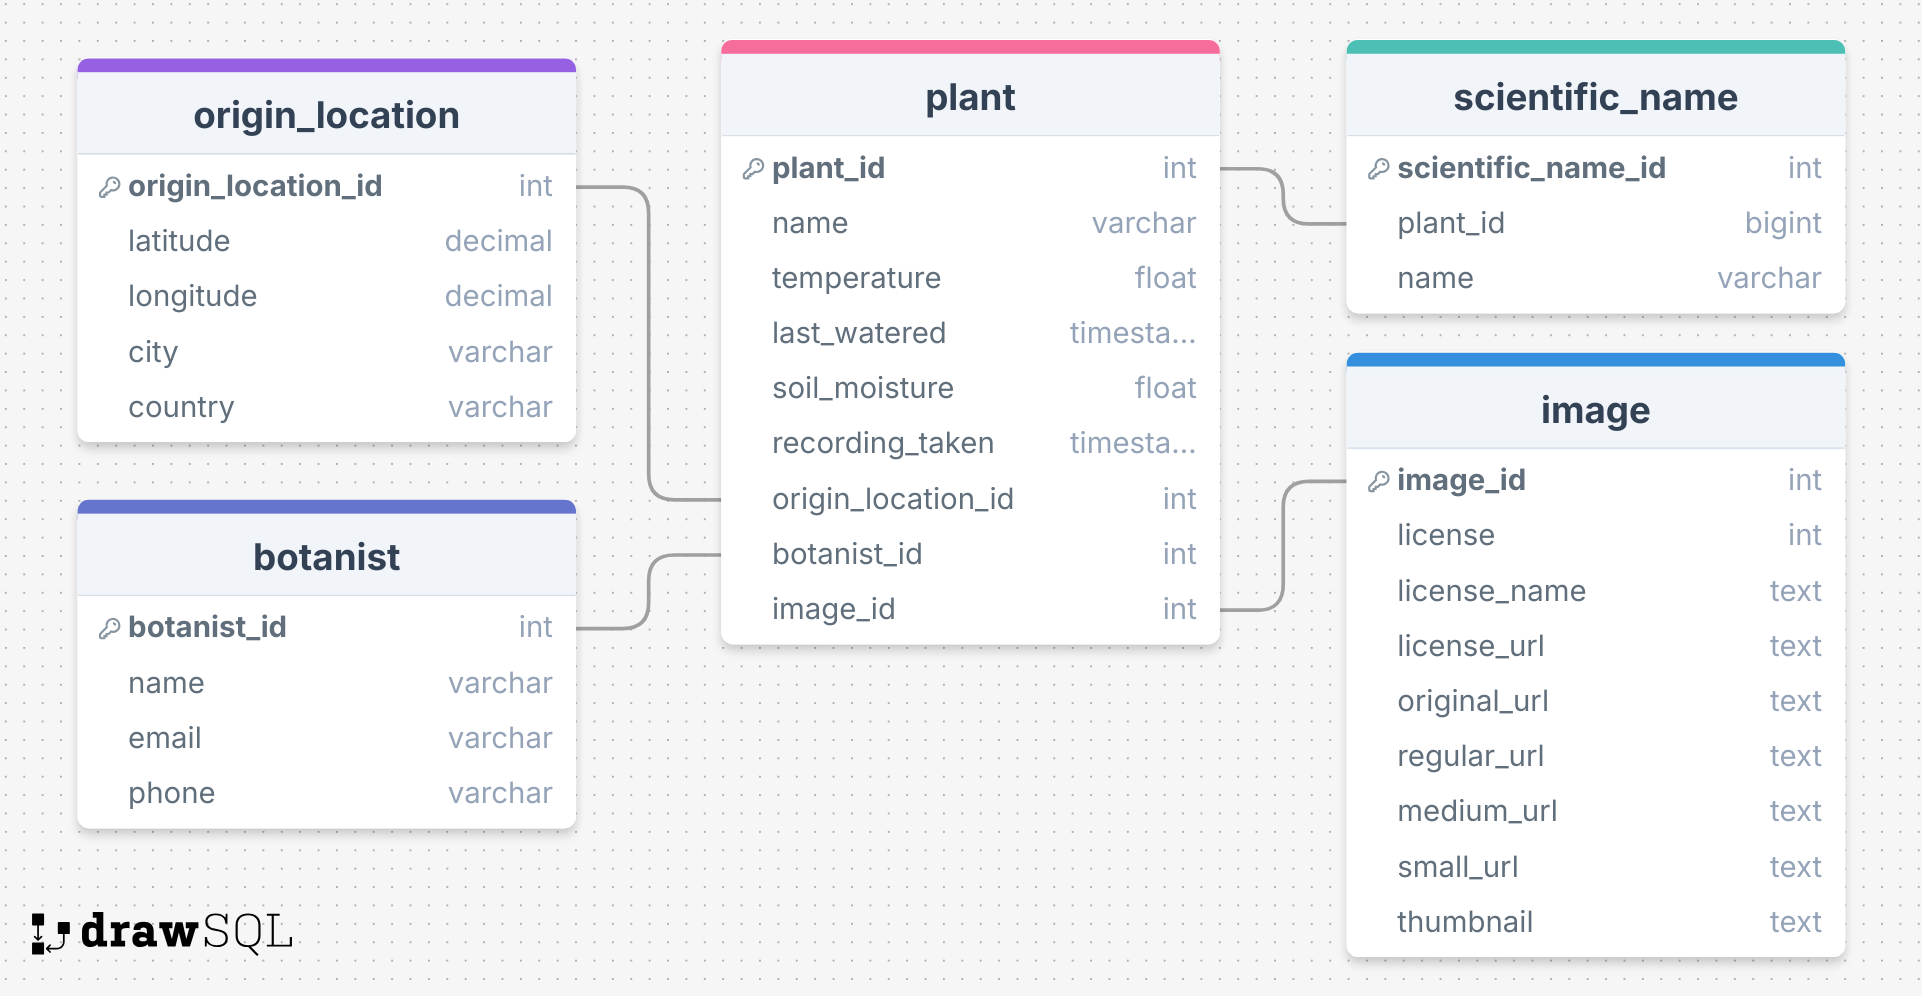 origin_location
origin_location_id int
latitude decimal
longitude decimal
city varchar
country varchar
botanist
botanist_id int
name varchar
email varchar
phone varchar
plant
plant_id int
name varchar
temperature float
last_watered timesta...
soil_moisture float
recording_taken timesta...
origin_location_id int
botanist_id int
image_id int
scientific_name
scientific_name_id int
plant_id bigint
name varchar
image
image_id int
license int
license_name text
license_url text
original_url text
regular_url text
medium_url text
small_url text
thumbnail text
drawSQL